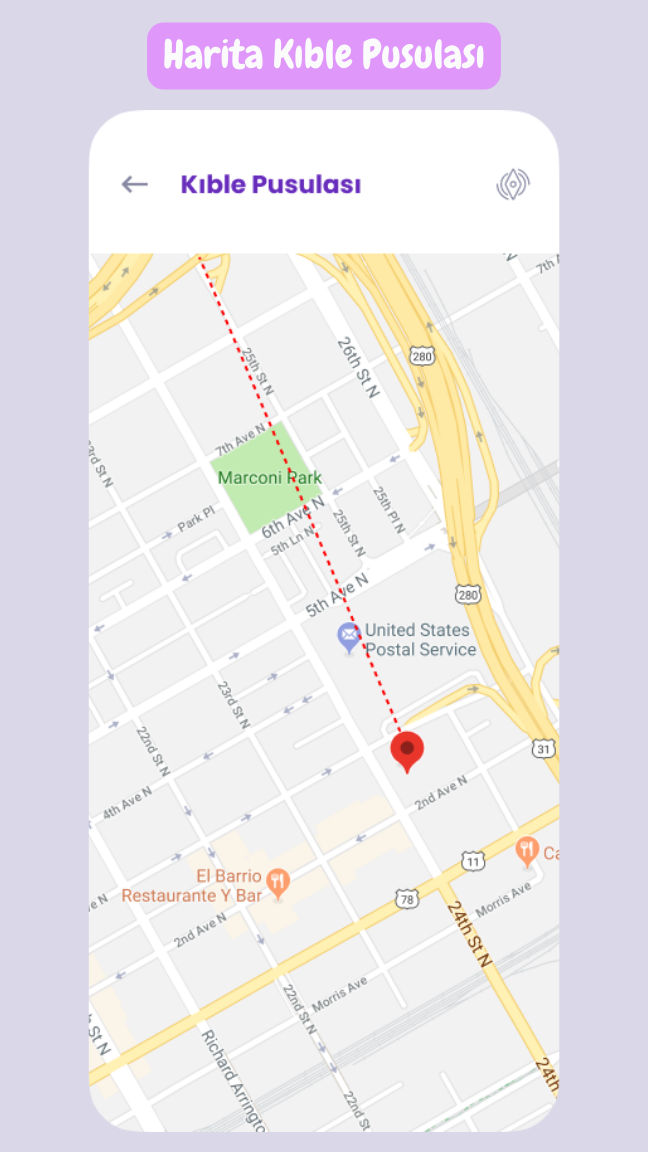 Harita Kıble Pusulası
Kıble Pusulası
7th A
N
26th St N
280
25th St N
7th Ave N
23rd St N
Marconi Park
25th Pl N
6th Ave N
Park Pl
25th St N
5th Ln N
5th Ave N
280
United States
Postal Service
23rd St N
22nd St N
31
2nd Ave N
4th Ave N
Ca
11
El Barrio
Restaurante Y Bar
78
ve N
Morris Ave
2nd Ave N
24th St N
22nd St N
Morris Ave
h St N
Richard Arringto
24th
22nd St